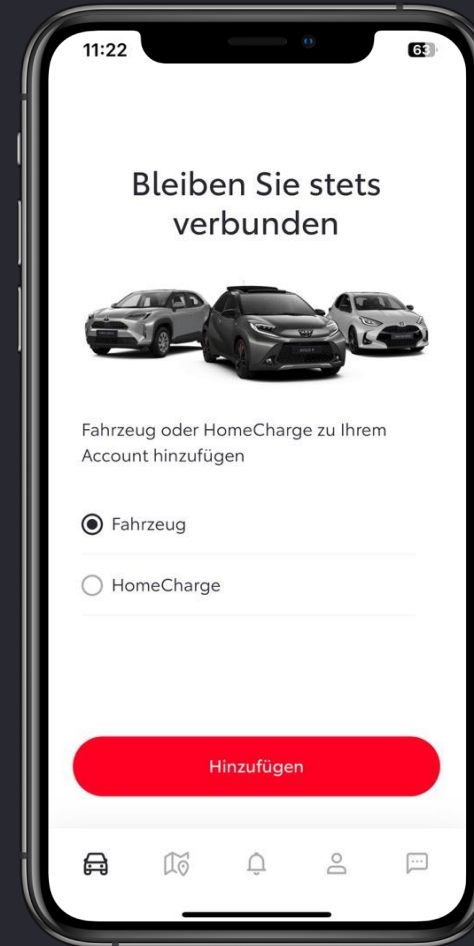 11:22
63
Bleiben Sie stets
verbunden
Fahrzeug oder HomeCharge zu Ihrem
Account hinzufügen
Fahrzeug
HomeCharge
Hinzufügen